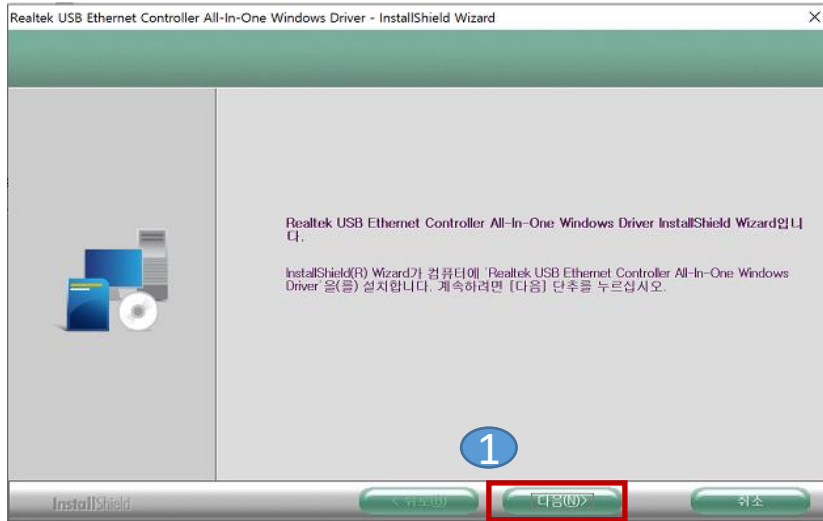 Realtek USB Ethernet Controller All-In-One Windows Driver - InstallShield Wizard
Realtek USB Ethernet Controller All-In-One Windows Driver InstallShield Wizard입니
다.
InstallShield(R) Wizard가 컴퓨터에 'Realtek USB Ethernet Controller All-In-One Windows
Driver'을(를) 설치합니다. 계속하려면 [다음] 단추를 누르십시오.
1
InstallShield
< 뒤로(B)
다음(N)>
취소